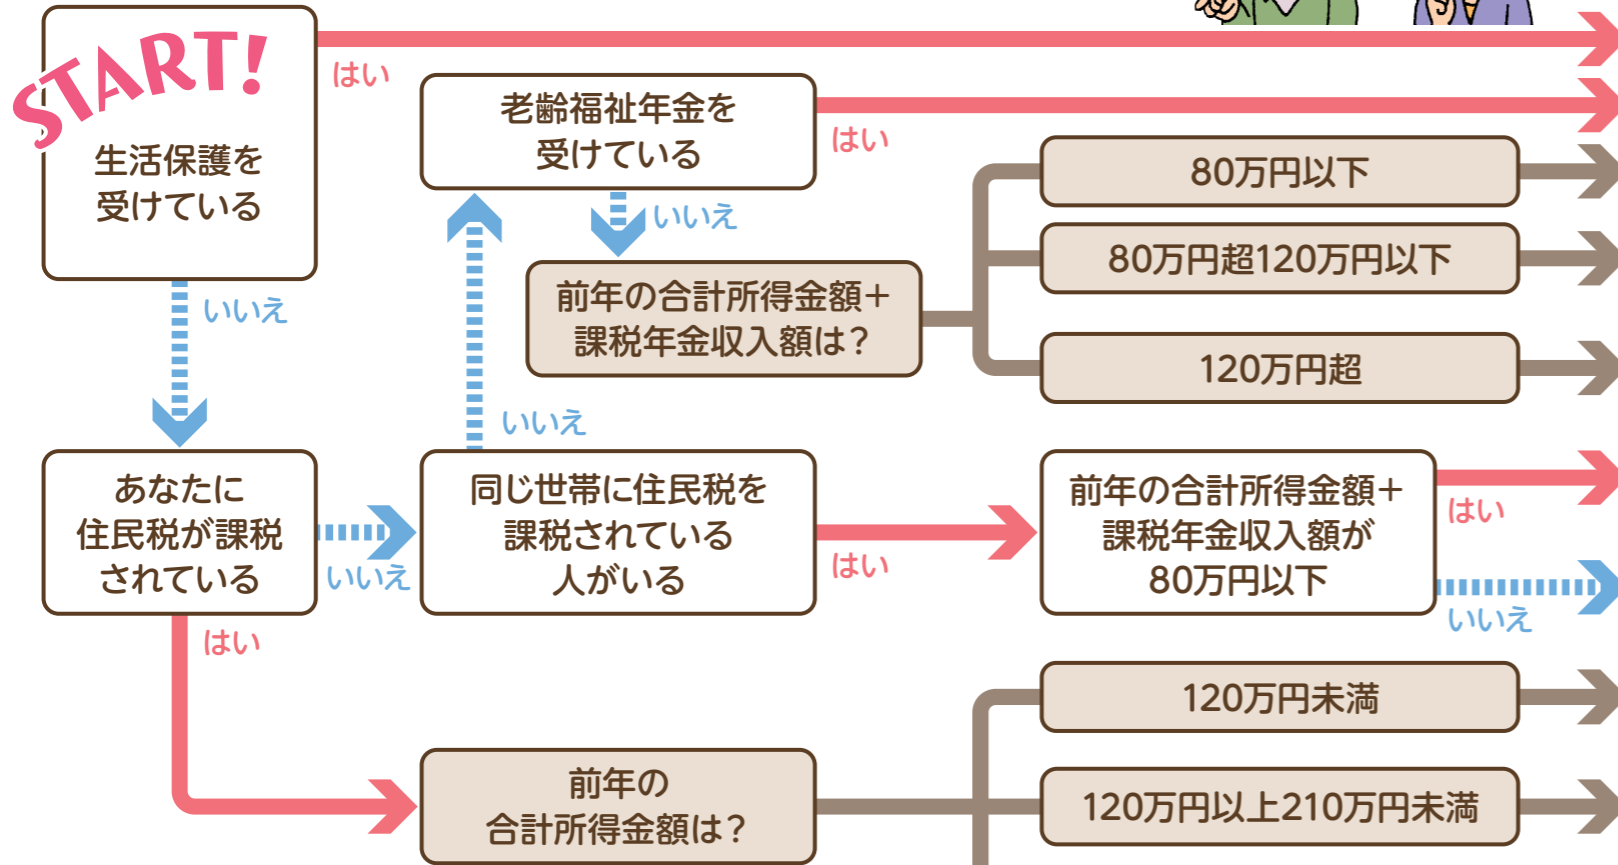 START!
生活保護を
受けている
はい
いいえ
老齢福祉年金を
受けている
はい
いいえ
前年の合計所得金額＋
課税年金収入額は？
80万円以下
80万円超120万円以下
120万円超
いいえ
あなたに
住民税が課税
されている
いいえ
はい
同じ世帯に住民税を
課税されている
人がいる
はい
前年の合計所得金額＋
課税年金収入額が
80万円以下
はい
いいえ
前年の
合計所得金額は？
120万円未満
120万円以上210万円未満